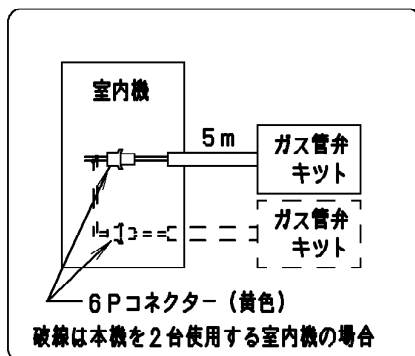 室内機
5m
ガス管弁
キット
ガス管弁
キット
6Pコネクター(黄色)
破線は本機を2台使用する室内機の場合